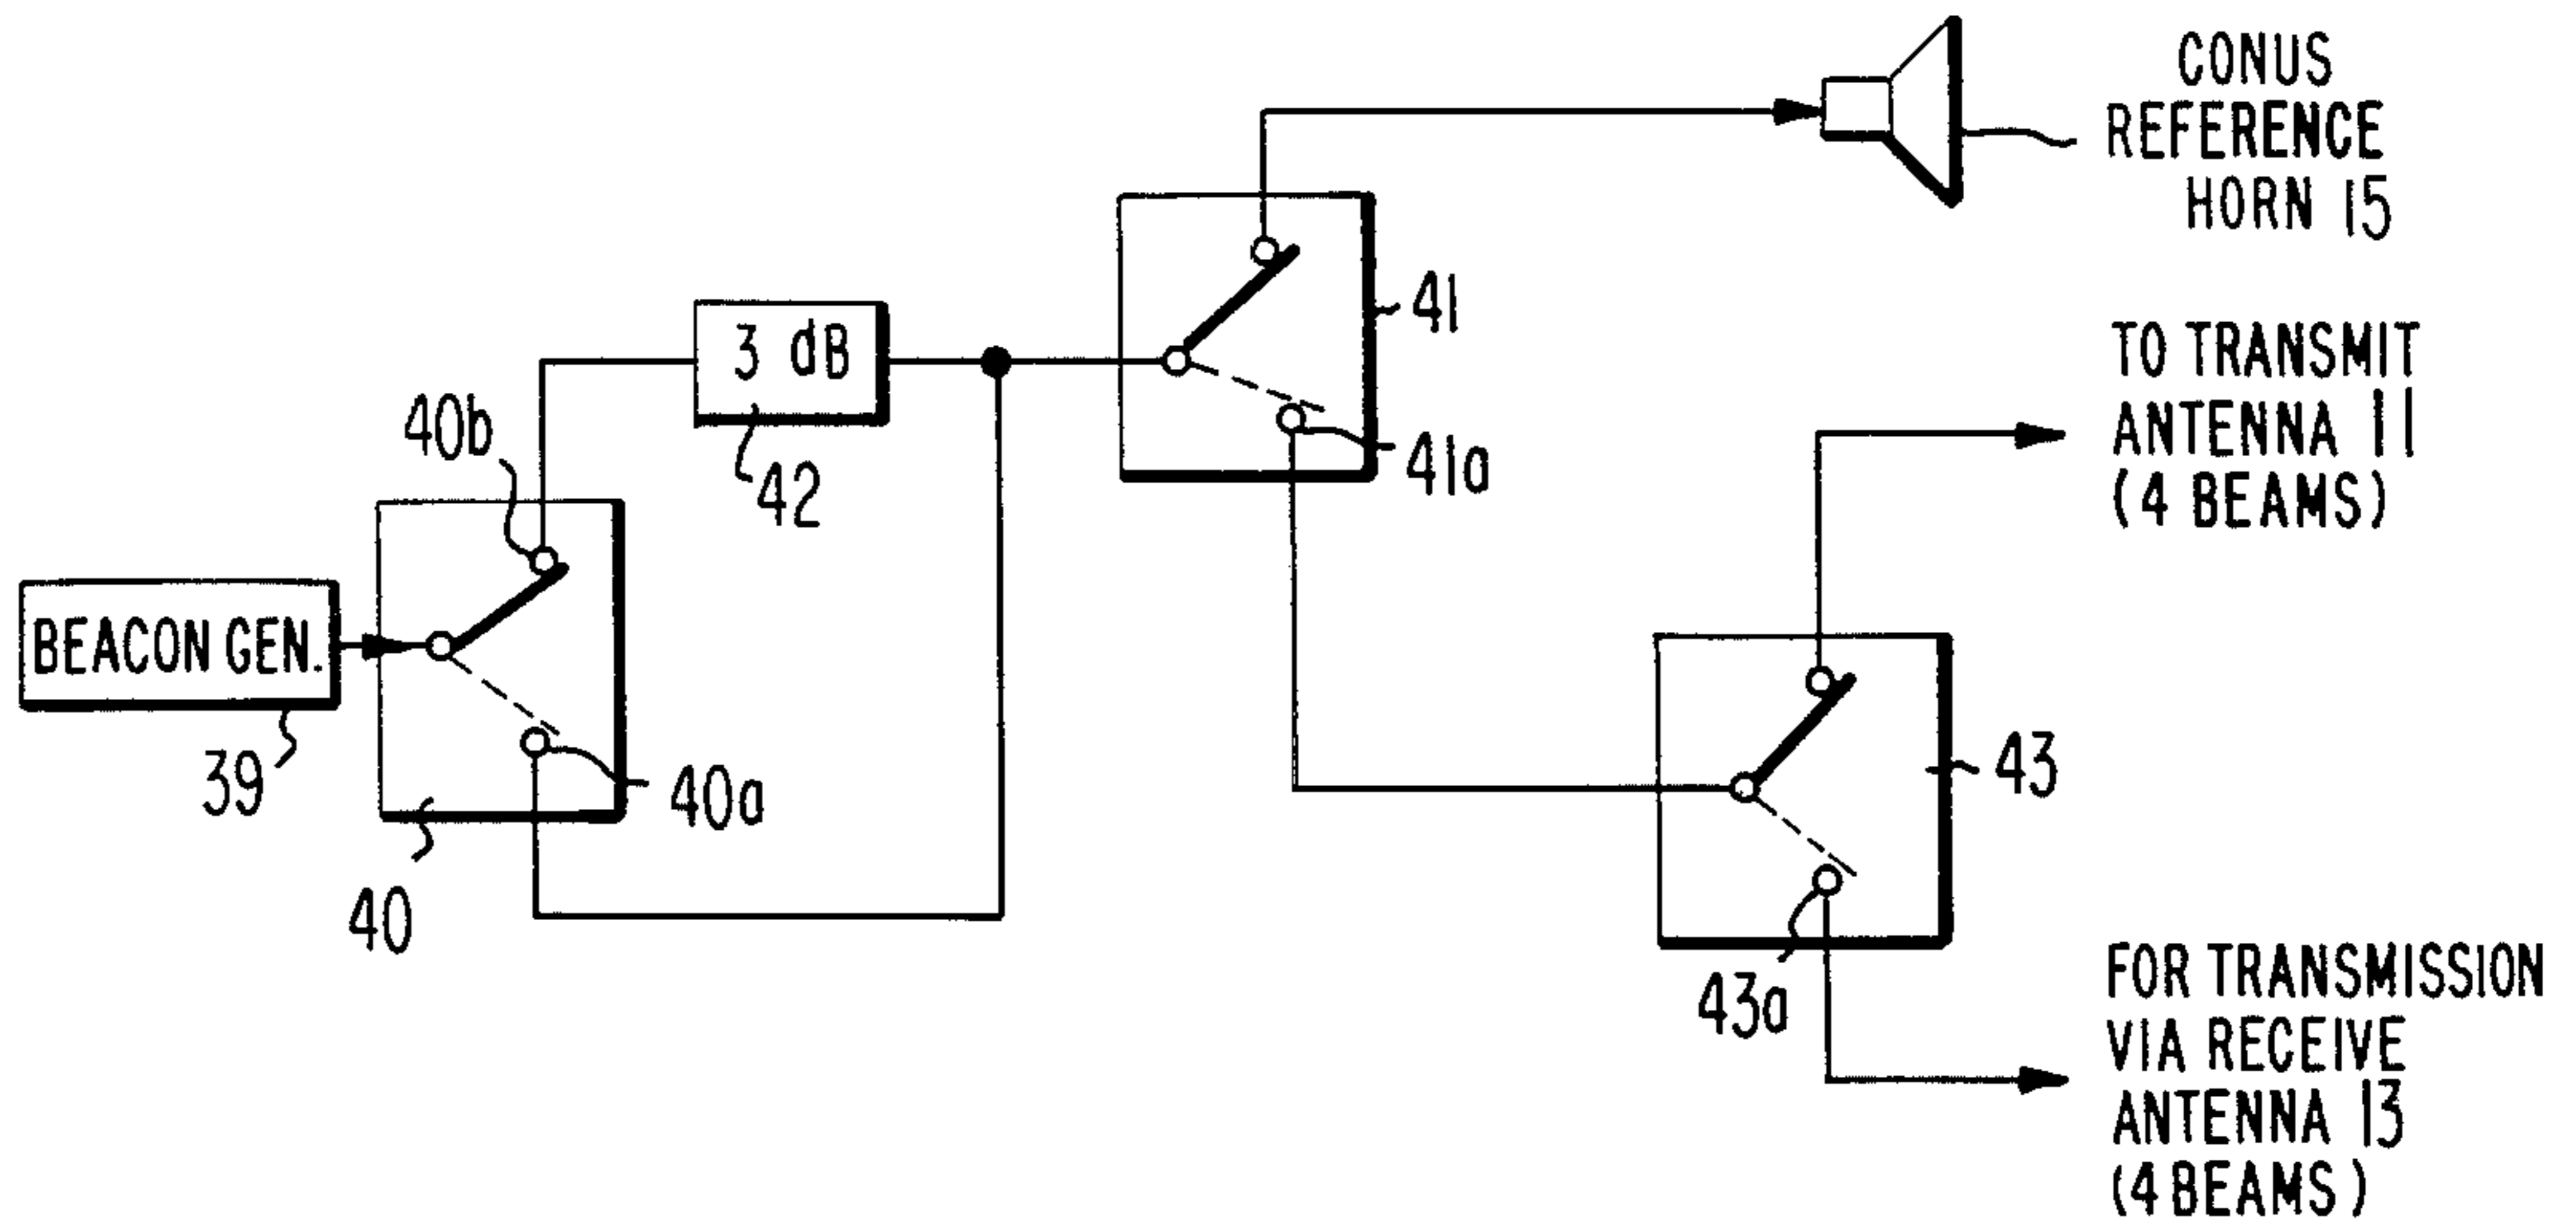 CONUS
REFERENCE
HORN 15
41
3 dB
TO TRANSMIT
ANTENNA 11
(4 BEAMS)
40b
41a
42
BEACON GEN.
39
40a
43
40
43a
FOR TRANSMISSION
VIA RECEIVE
ANTENNA 13
(4 BEAMS)